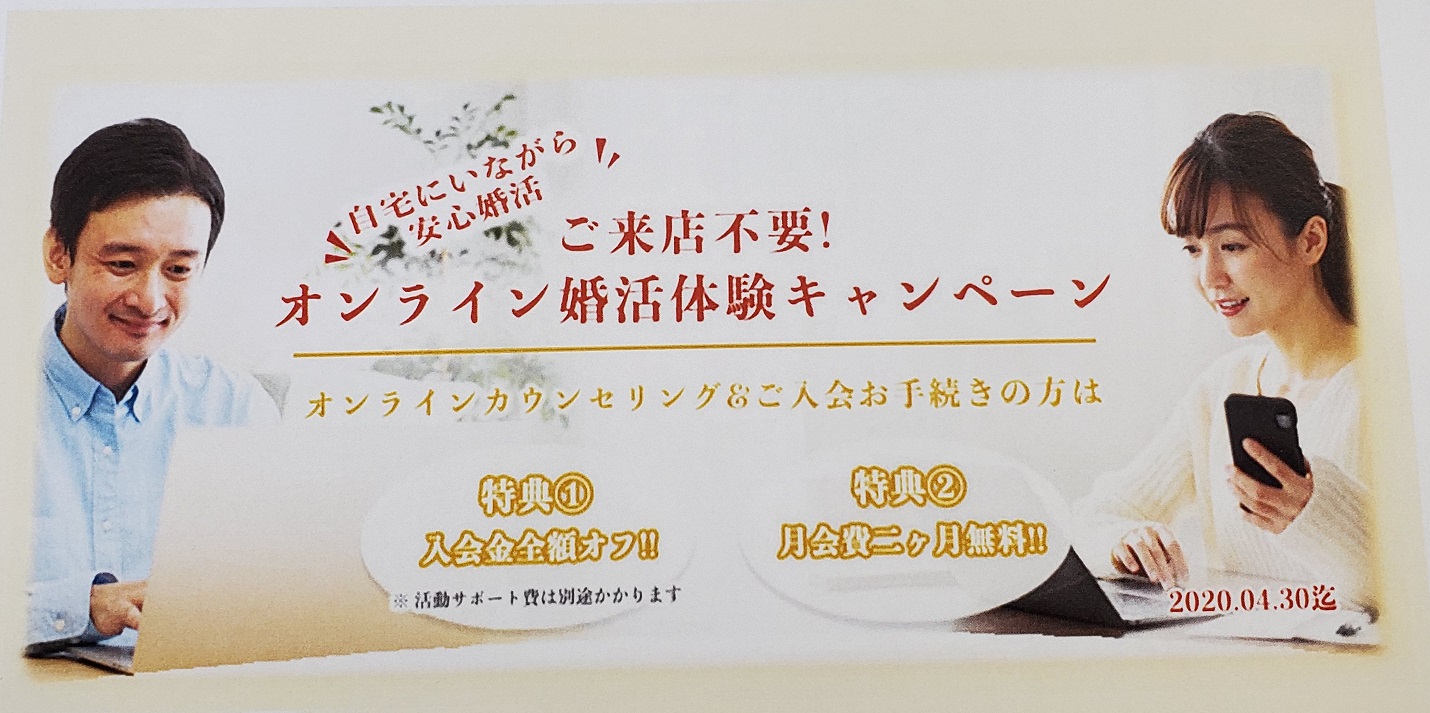 自宅にいながら
安心婚活
ご来店不要!
オンライン婚活体験キャンペーン
オンラインカウンセリング&ご入会お手続きの方は
特典①
入会金全額オフ!!
※活動サポート費は別途かかります
特典②
月会費二ヶ月無料!!
2020.04.30迄